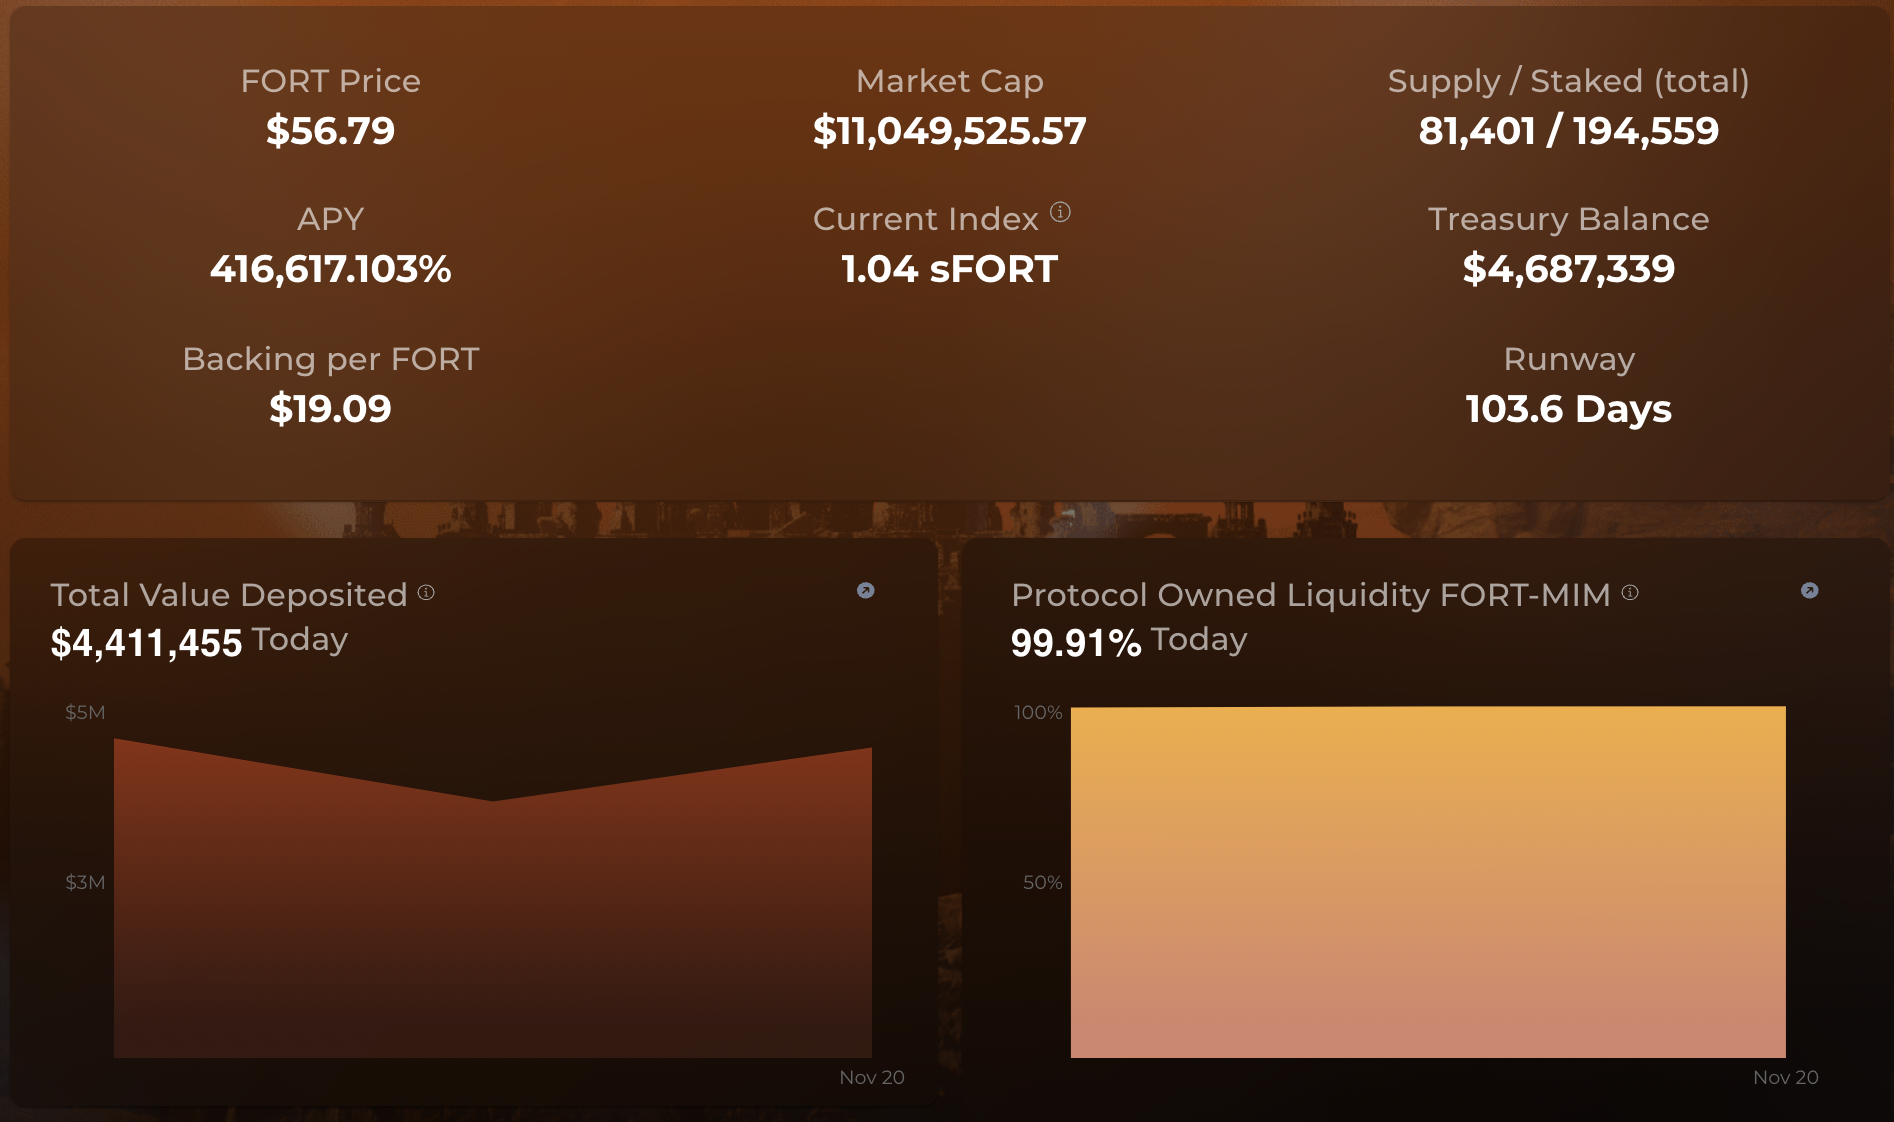 FORT Price
$56.79
Market Cap
$11,049,525.57
Supply / Staked (total)
81,401 / 194,559
APY
416,617.103%
Current Index
1.04 sFORT
Treasury Balance
$4,687,339
Backing per FORT
$19.09
Runway
103.6 Days
Total Value Deposited
$4,411,455 Today
$5M
$3M
Nov 20
Protocol Owned Liquidity FORT-MIM
99.91% Today
100%
50%
Nov 20